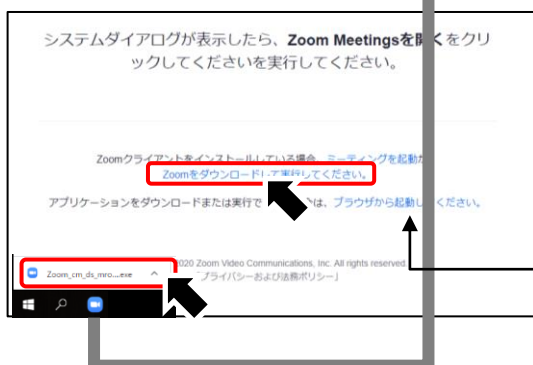 システムダイアログが表示したら、Zoom Meetingsを開くをクリ
ックしてくださいを実行してください。
Zoomクライアントをインストールしている場合、ミーティングを起動
Zoomをダウンロードして実行してください。
アプリケーションをダウンロードまたは実行で は、ブラウザから起動し ください。
2020 Zoom Video Communications, Inc. All rights reserved.
「プライバシーおよび法務ポリシー」
Zoom_cm_ds_mro....exe